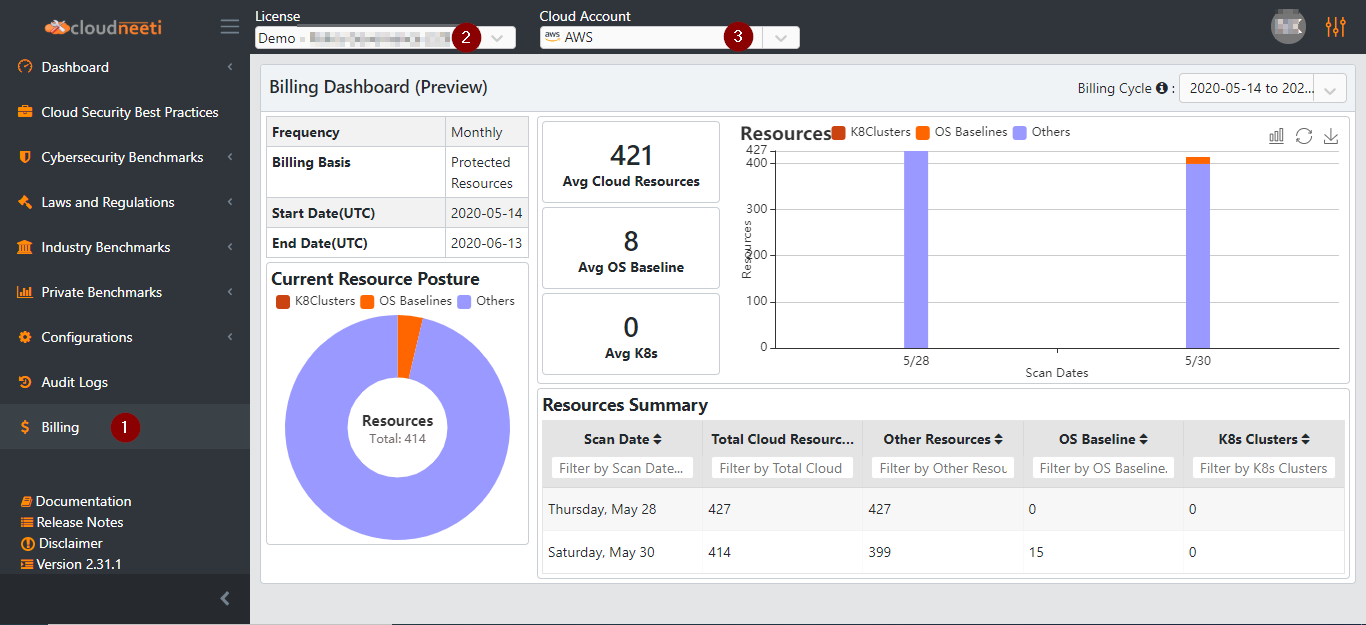 cloudneeti
License
Demo -
2
Cloud Account
aws AWS
3
Dashboard
Cloud Security Best Practices
Cybersecurity Benchmarks
Laws and Regulations
Industry Benchmarks
Private Benchmarks
Configurations
Audit Logs
Billing
1
Documentation
Release Notes
Disclaimer
Version 2.31.1
Billing Dashboard (Preview)
Billing Cycle :
2020-05-14 to 202...
Frequency Monthly
Billing Basis Protected
Resources
Start Date(UTC) 2020-05-14
End Date(UTC) 2020-06-13
Current Resource Posture
K8Clusters OS Baselines Others
Resources
Total: 414
421
Avg Cloud Resources
8
Avg OS Baseline
0
Avg K8s
Resources K8Clusters OS Baselines Others
427
400
300
200
100
0
Resources
5/28 5/30
Scan Dates
Resources Summary
Scan Date Total Cloud Resourc... Other Resources OS Baseline K8s Clusters
Filter by Scan Date... Filter by Total Cloud Filter by Other Resou Filter by OS Baseline. Filter by K8s Clusters
Thursday, May 28 427 427 0 0
Saturday, May 30 414 399 15 0